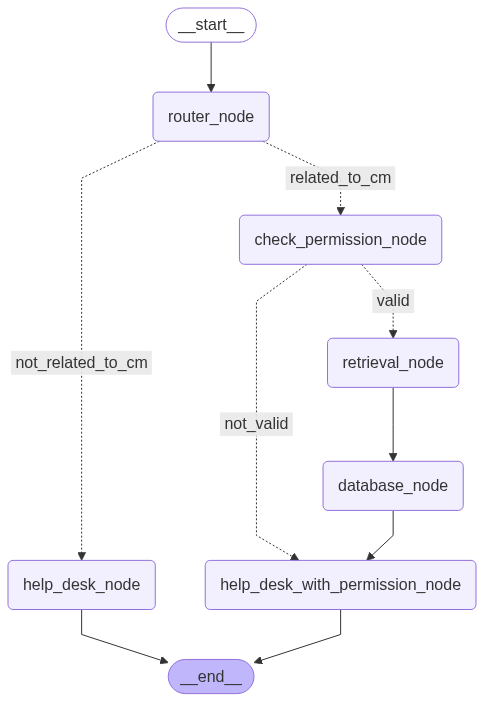 __start__
router_node
related_to_cm
check_permission_node
valid
retrieval_node
not_related_to_cm
not_valid
database_node
help_desk_node
help_desk_with_permission_node
__end__